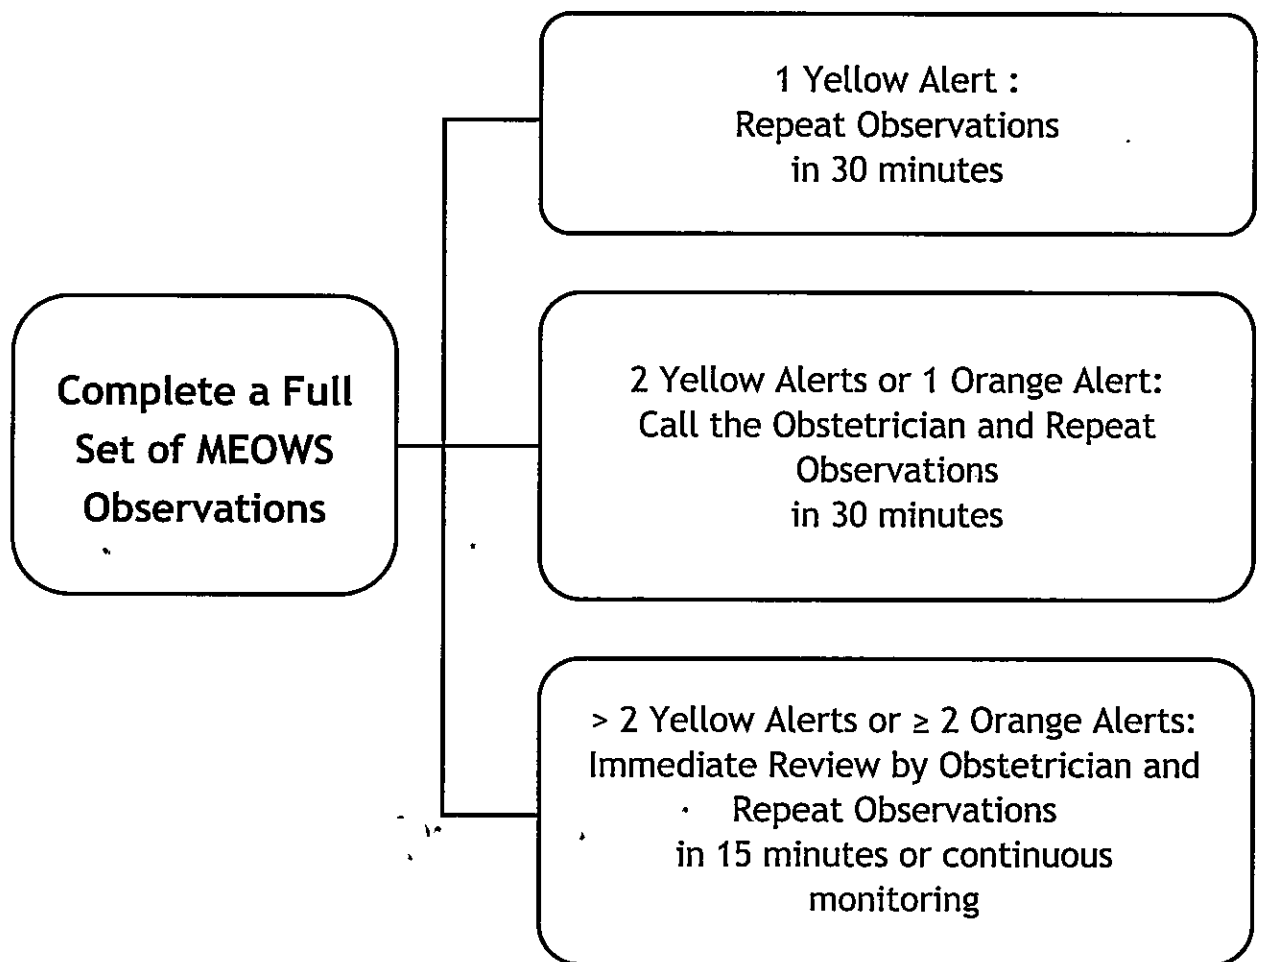 1 Yellow Alert :
Repeat Observations
in 30 minutes
Complete a Full
Set of MEOWS
Observations
2 Yellow Alerts or 1 Orange Alert:
Call the Obstetrician and Repeat
Observations
in 30 minutes
> 2 Yellow Alerts or ≥ 2 Orange Alerts:
Immediate Review by Obstetrician and
Repeat Observations
in 15 minutes or continuous
monitoring